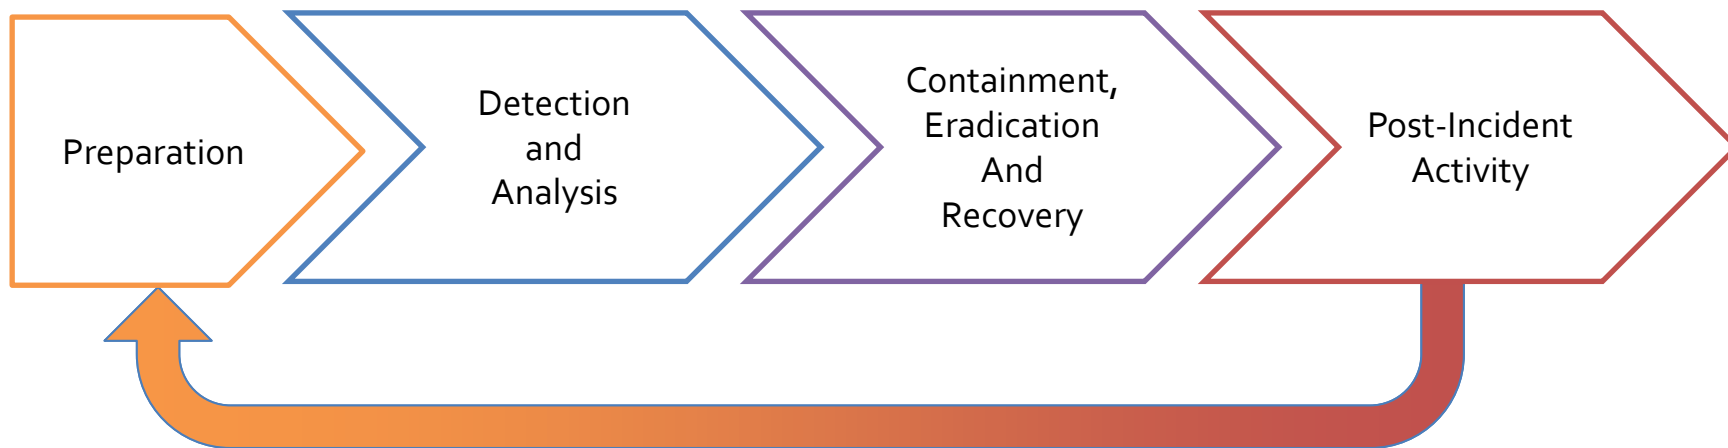 Preparation
Detection
and
Analysis
Containment,
Eradication
And
Recovery
Post-Incident
Activity